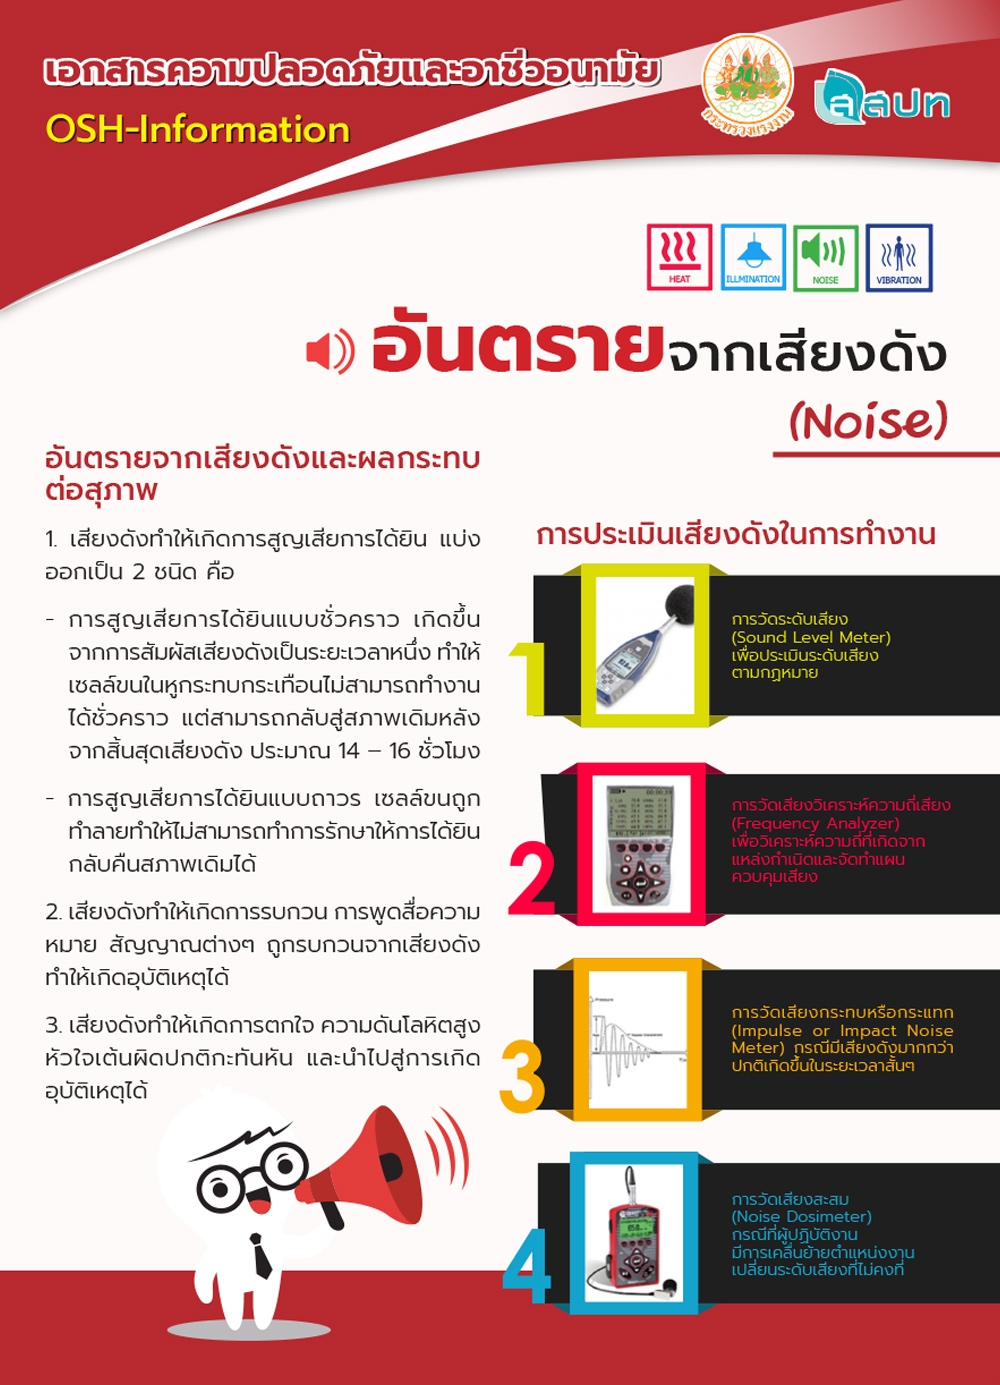 เอกสารความปลอดภัยและอาชีวอนามัย
OSH-Information
กระทรวงแรงงาน
สสปท
HEAT
ILLMINATION
NOISE
VIBRATION
อันตรายจากเสียงดัง
(Noise)
อันตรายจากเสียงดังและผลกระทบ
ต่อสุภาพ
1. เสียงดังทำให้เกิดการสูญเสียการได้ยิน แบ่ง
ออกเป็น 2 ชนิด คือ
- การสูญเสียการได้ยินแบบชั่วคราว เกิดขึ้น
จากการสัมผัสเสียงดังเป็นระยะเวลาหนึ่ง ทำให้
เซลล์ขนในหูกระทบกระเทือนไม่สามารถทำงาน
ได้ชั่วคราว แต่สามารถกลับสู่สภาพเดิมหลัง
จากสิ้นสุดเสียงดัง ประมาณ 14 – 16 ชั่วโมง
- การสูญเสียการได้ยินแบบถาวร เซลล์ขนถูก
ทำลายทำให้ไม่สามารถทำการรักษาให้การได้ยิน
กลับคืนสภาพเดิมได้
2. เสียงดังทำให้เกิดการรบกวน การพูดสื่อความ
หมาย สัญญาณต่างๆ ถูกรบกวนจากเสียงดัง
ทำให้เกิดอุบัติเหตุได้
3. เสียงดังทำให้เกิดการตกใจ ความดันโลหิตสูง
หัวใจเต้นผิดปกติกะทันหัน และนำไปสู่การเกิด
อุบัติเหตุได้
การประเมินเสียงดังในการทำงาน
1
การวัดระดับเสียง
(Sound Level Meter)
เพื่อประเมินระดับเสียง
ตามกฎหมาย
2
การวัดเสียงวิเคราะห์ความถี่เสียง
(Frequency Analyzer)
เพื่อวิเคราะห์ความถี่ที่เกิดจาก
แหล่งกำเนิดและจัดทำแผน
ควบคุมเสียง
3
Pressure
การวัดเสียงกระทบหรือกระแทก
(Impulse or Impact Noise
Meter) กรณีมีเสียงดังมากกว่า
ปกติเกิดขึ้นในระยะเวลาสั้นๆ
4
การวัดเสียงสะสม
(Noise Dosimeter)
กรณีที่ผู้ปฏิบัติงาน
มีการเคลื่นย้ายตำแหน่งงาน
เปลี่ยนระดับเสียงที่ไม่คงที่